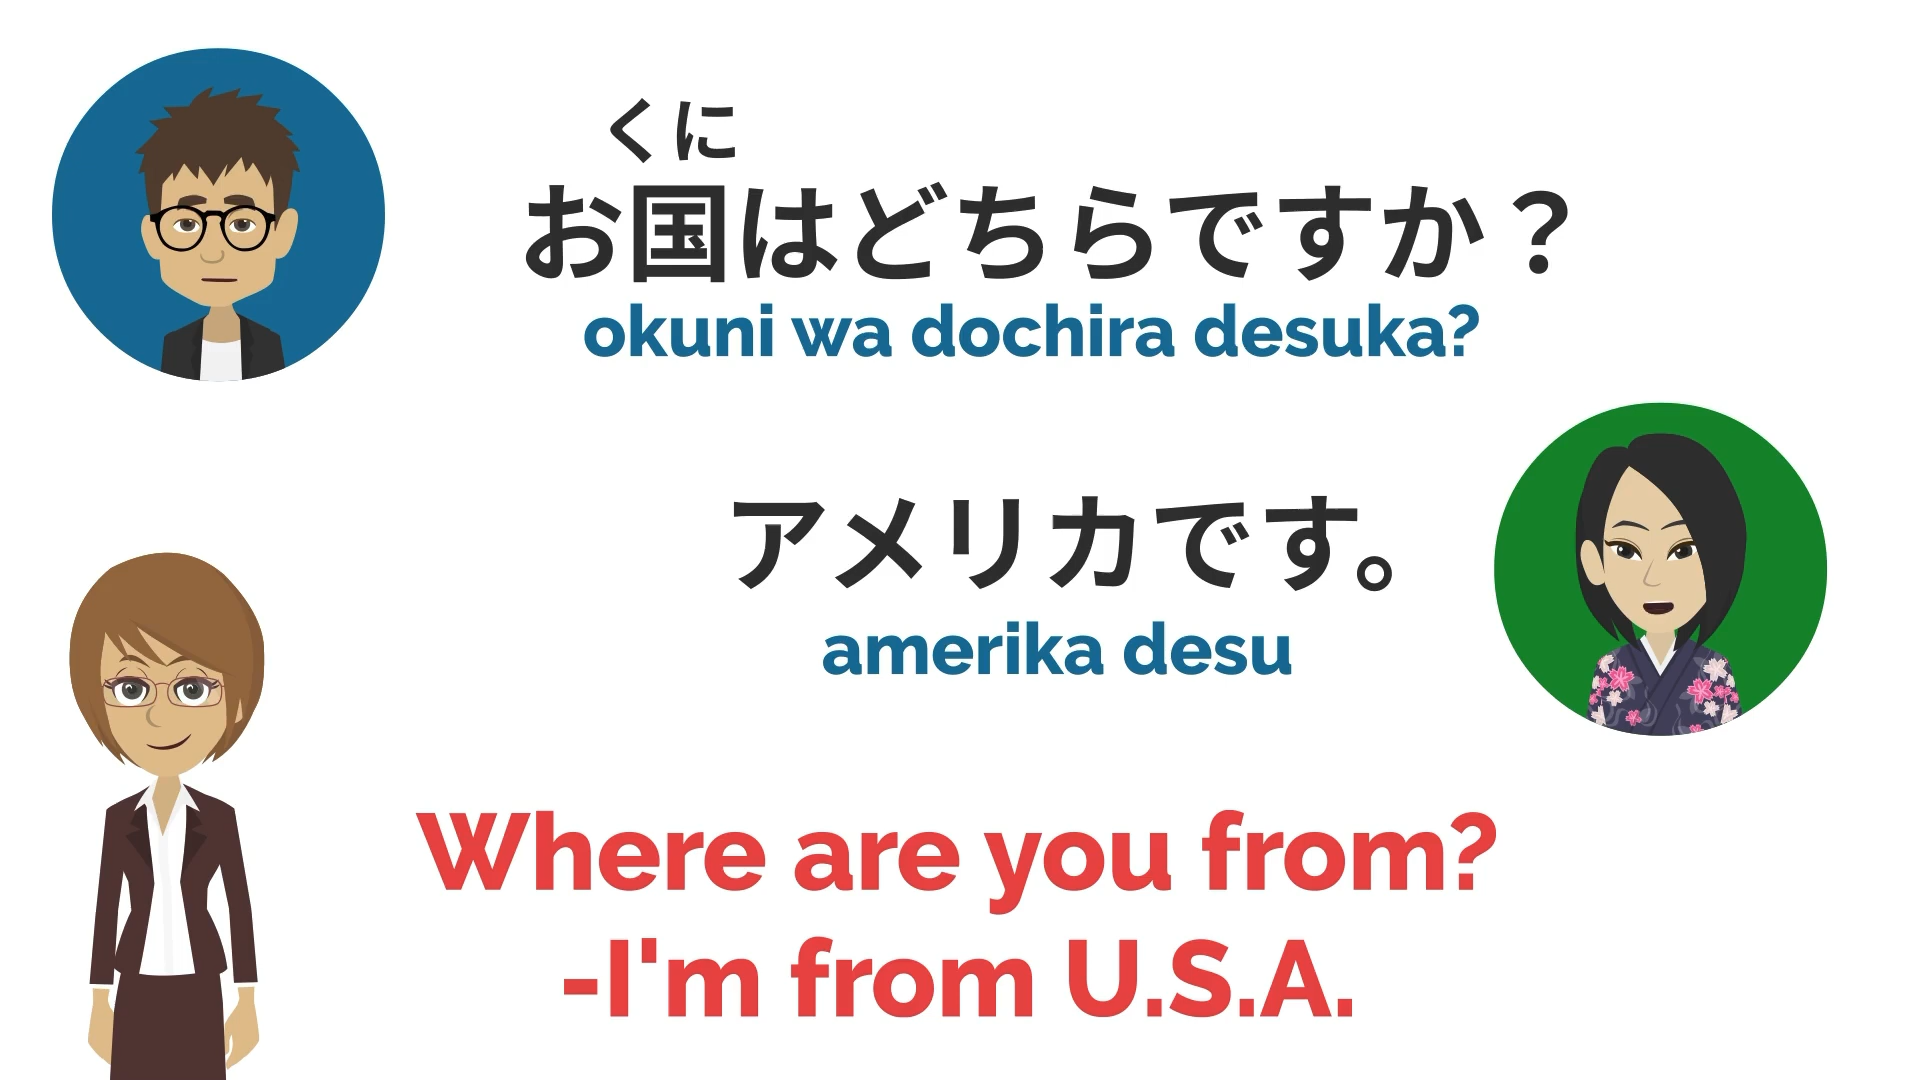 くに
お国はどちらですか？
okuni wa dochira desuka?
アメリカです。
amerika desu
Where are you from?
-I'm from U.S.A.